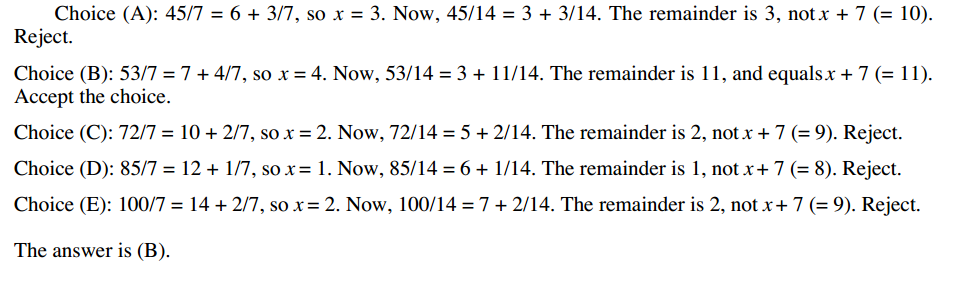 Choice (A): 45/7 = 6 + 3/7, so x = 3. Now, 45/14 = 3 + 3/14. The remainder is 3, not x + 7 (= 10).
Reject.
Choice (B): 53/7 = 7 + 4/7, so x = 4. Now, 53/14 = 3 + 11/14. The remainder is 11, and equals x + 7 (= 11).
Accept the choice.
Choice (C): 72/7 = 10 + 2/7, so x = 2. Now, 72/14 = 5 + 2/14. The remainder is 2, not x + 7 (= 9). Reject.
Choice (D): 85/7 = 12 + 1/7, so x = 1. Now, 85/14 = 6 + 1/14. The remainder is 1, not x + 7 (= 8). Reject.
Choice (E): 100/7 = 14 + 2/7, so x = 2. Now, 100/14 = 7 + 2/14. The remainder is 2, not x + 7 (= 9). Reject.
The answer is (B).